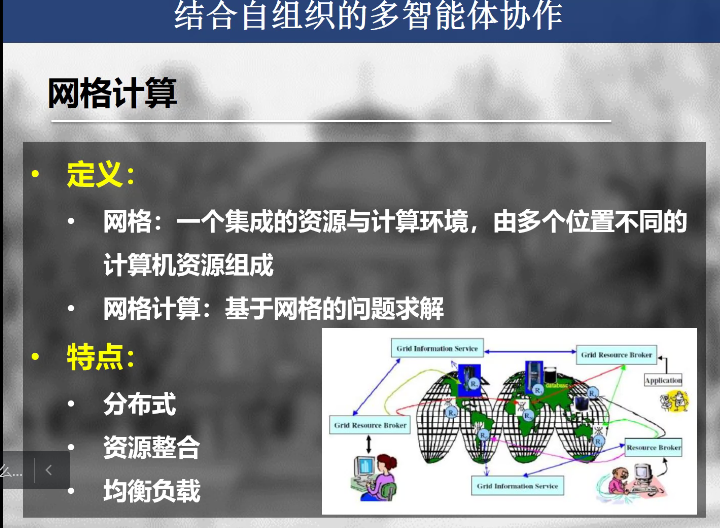 结合自组织的多智能体协作
网格计算
• 定义：
• 网格：一个集成的资源与计算环境，由多个位置不同的
计算机资源组成
• 网格计算：基于网格的问题求解
• 特点：
• 分布式
• 资源整合
• 均衡负载
Grid Information Service
Grid Resource Broker
Application
database
Grid Resource Broker
Resource Broker
Grid Information Service
么...